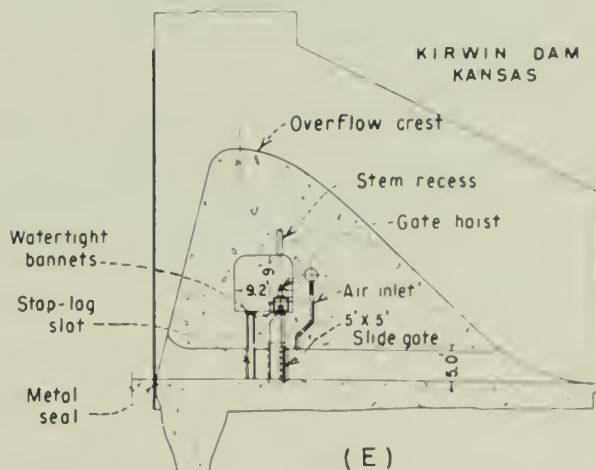 KIRWIN DAM
KANSAS
Overflow crest
Stem recess
Gate hoist
Watertight
bonnets
9'
9.2'
Air inlet
Stop-log
slot
5' X 5'
Slide gate
5.0'
Metal
seal
(E)